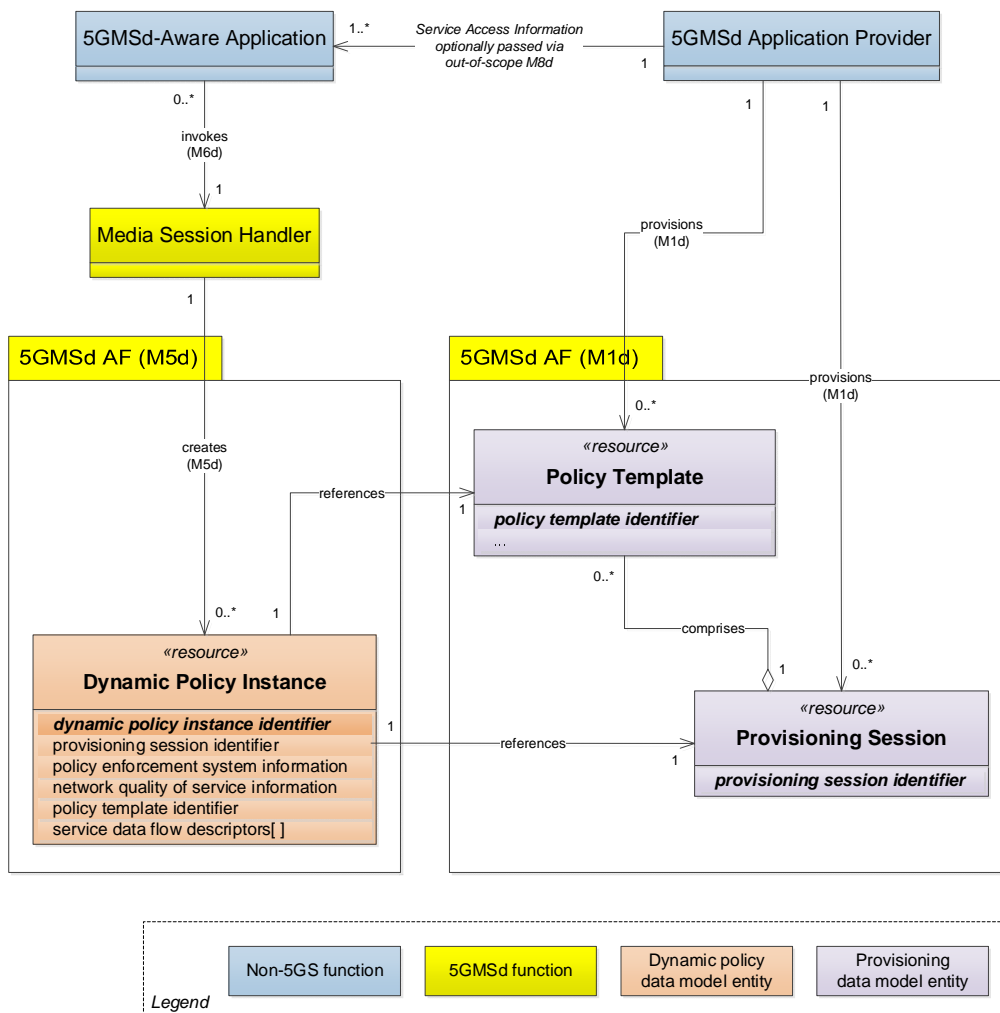 5GMSd-Aware Application
1..*
Service Access Information
optionally passed via
out-of-scope M8d
1
5GMSd Application Provider
0..*
invokes
(M6d)
1
Media Session Handler
1
1
1
provisions
(M1d)
5GMSd AF (M5d)
5GMSd AF (M1d)
provisions
(M1d)
0..*
creates
(M5d)
«resource»
Policy Template
policy template identifier
...
references
1
0..*
0..*
1
comprises
1
0..*
«resource»
Dynamic Policy Instance
dynamic policy instance identifier
provisioning session identifier
policy enforcement system information
network quality of service information
policy template identifier
service data flow descriptors[ ]
1
references
1
«resource»
Provisioning Session
provisioning session identifier
Legend
Non-5GS function
5GMSd function
Dynamic policy
data model entity
Provisioning
data model entity